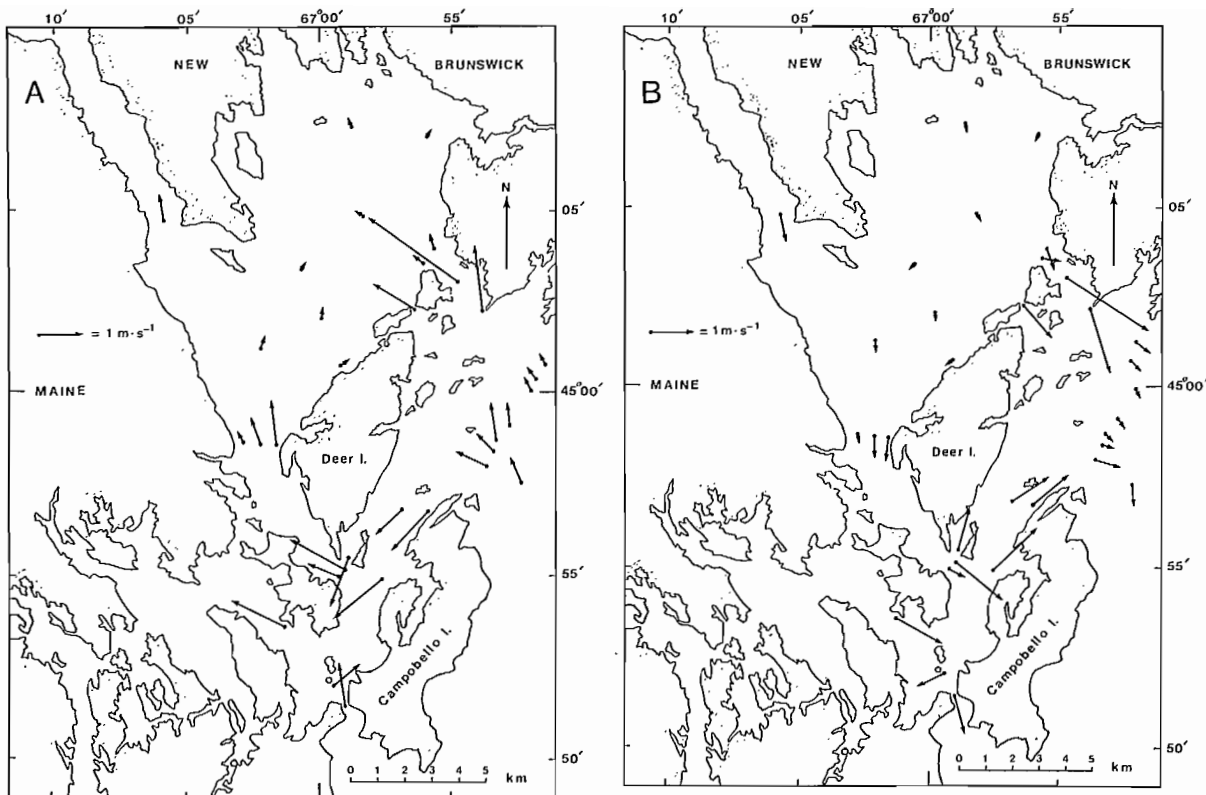 10′ 05′ 67°00′ 55′
A
NEW
BRUNSWICK
N
05′
= 1 m·s⁻¹
MAINE
45°00′
Deer I.
55′
Campobello I.
50′
0 1 2 3 4 5 km
10′ 05′ 67°00′ 55′
B
NEW
BRUNSWICK
N
05′
= 1 m·s⁻¹
MAINE
45°00′
Deer I.
55′
Campobello I.
50′
0 1 2 3 4 5
km